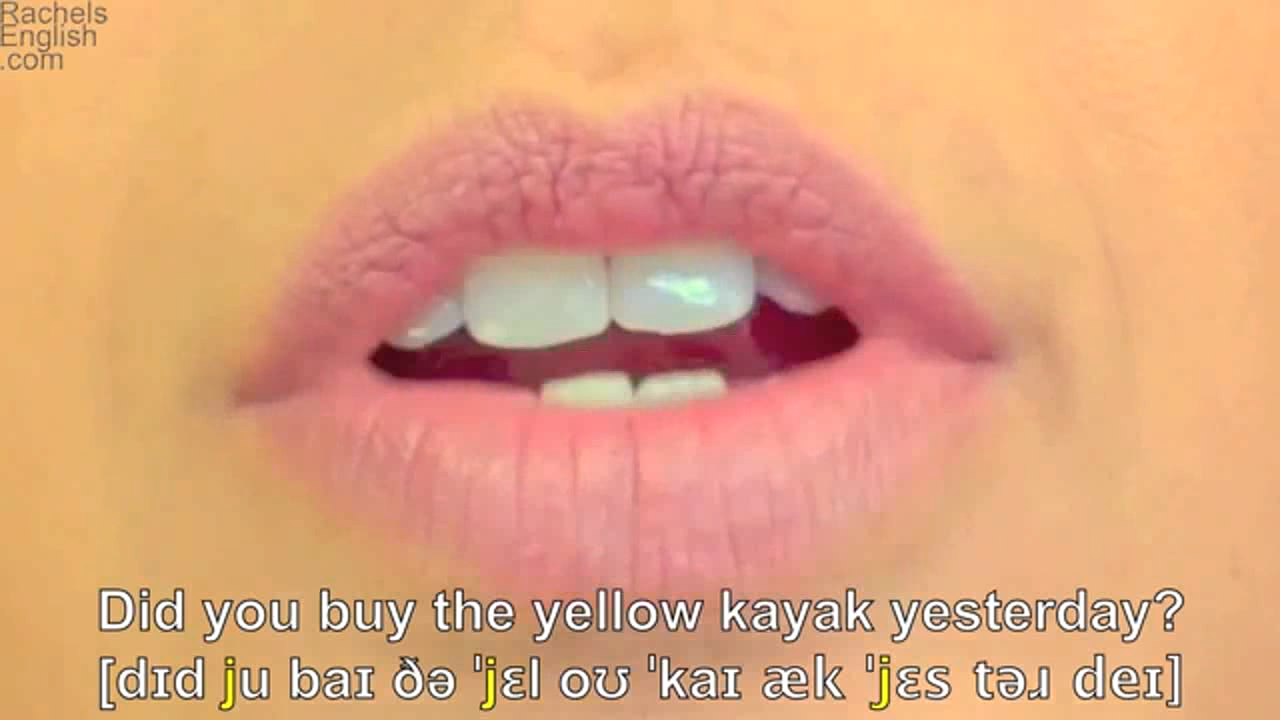 Rachels
English
.com
Did you buy the yellow kayak yesterday?
[dɪd ju baɪ ðə ˈjɛl oʊ ˈkaɪ æk ˈjɛs təɹ deɪ]